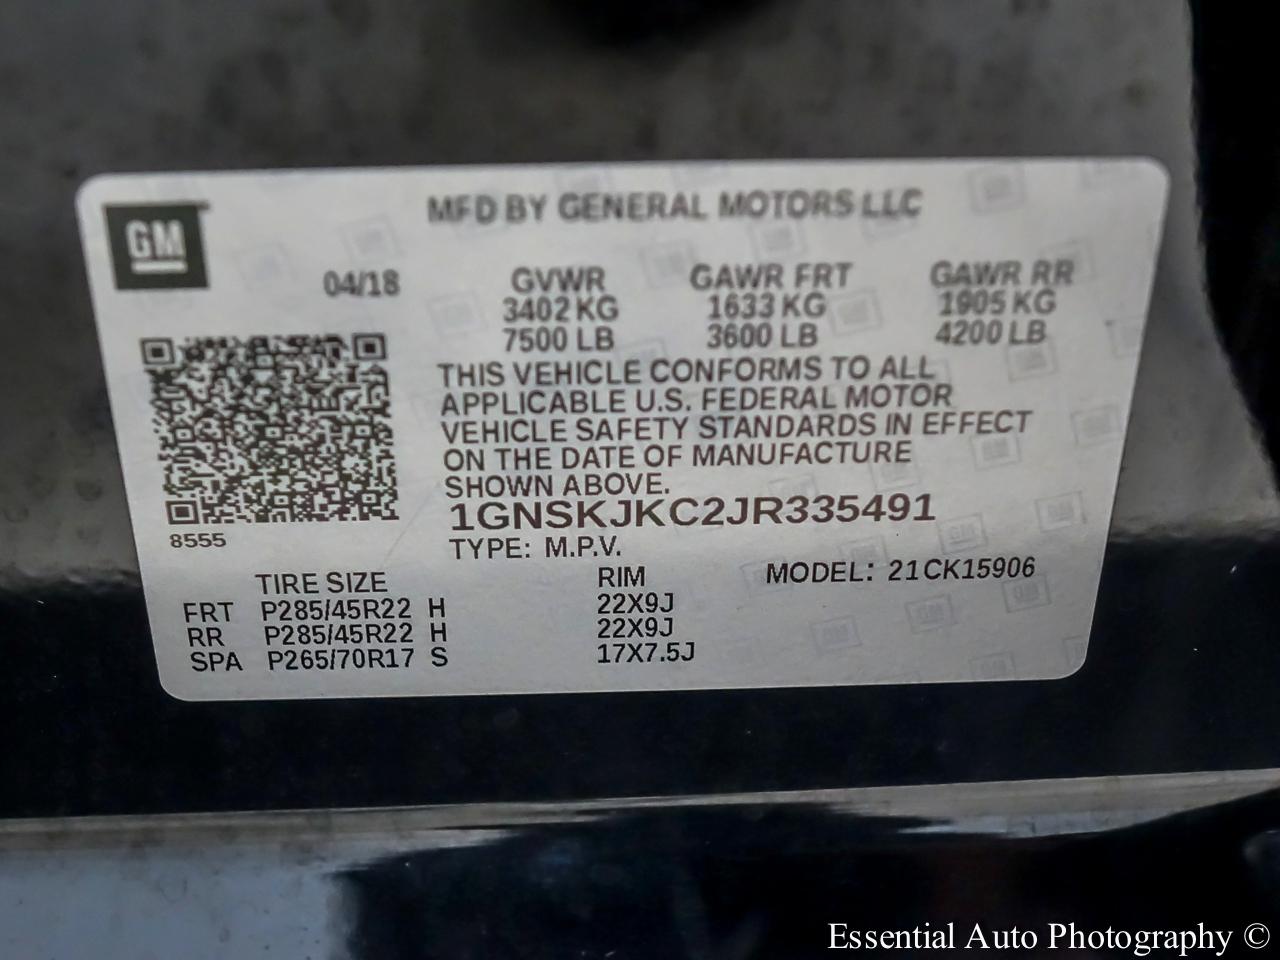 GM
MFD BY GENERAL MOTORS LLC
04/18 GVWR GAWR FRT GAWR RR
3402 KG 1633 KG 1905 KG
7500 LB 3600 LB 4200 LB
THIS VEHICLE CONFORMS TO ALL
APPLICABLE U.S. FEDERAL MOTOR
VEHICLE SAFETY STANDARDS IN EFFECT
ON THE DATE OF MANUFACTURE
SHOWN ABOVE.
1GNSKJKC2JR335491
8555
TYPE: M.P.V.
TIRE SIZE RIM MODEL: 21CK15906
FRT P285/45R22 H 22X9J
RR P285/45R22 H 22X9J
SPA P265/70R17 S 17X7.5J
Essential Auto Photography ©